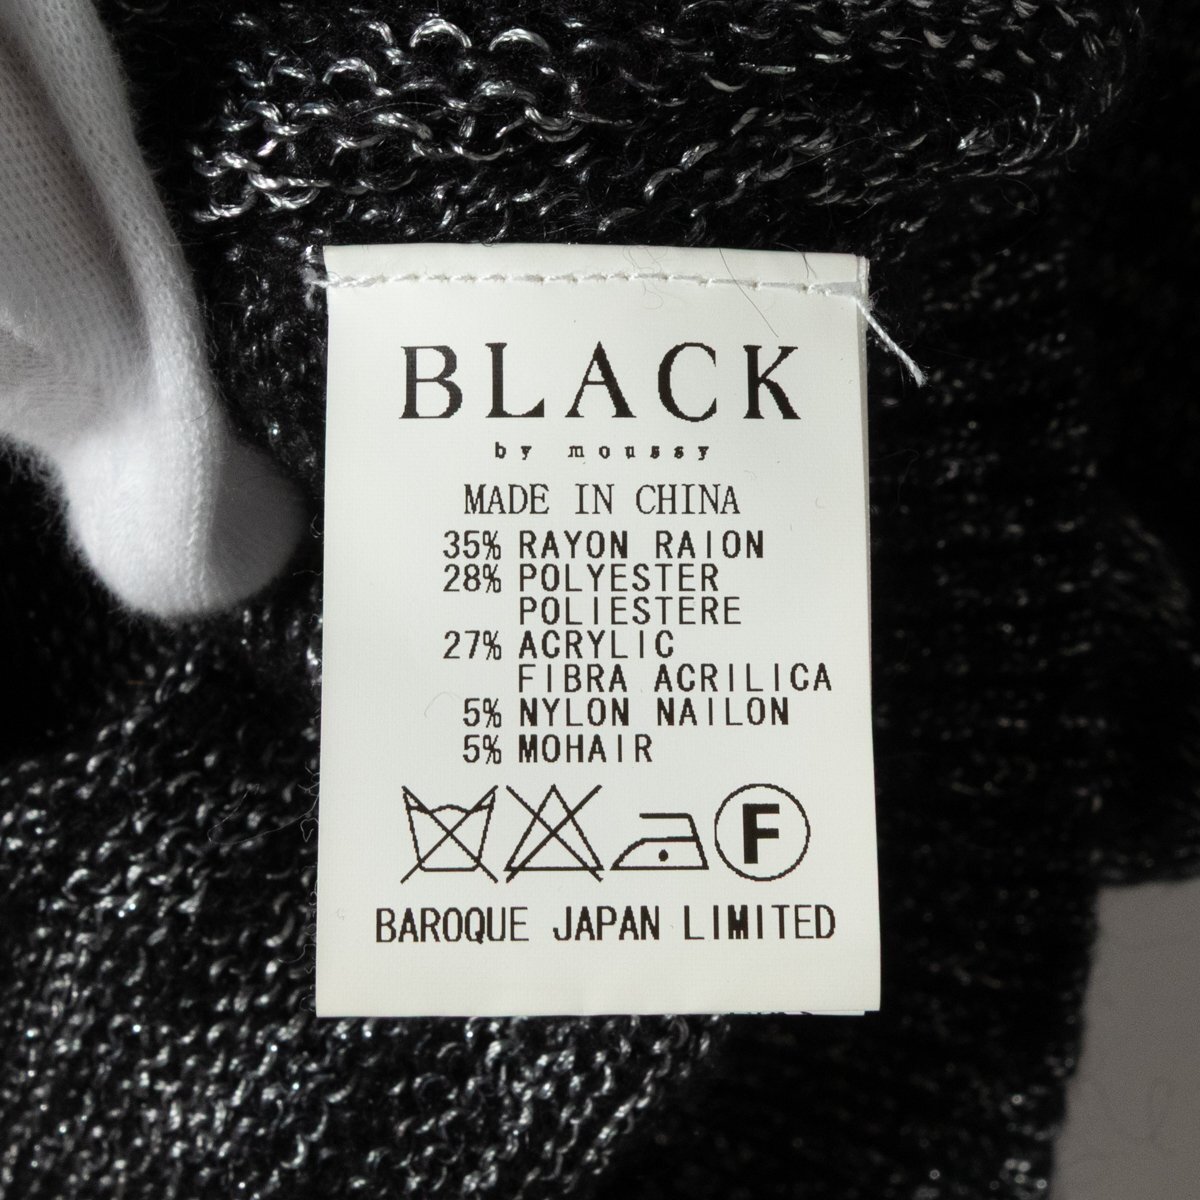 BLACK
by moussy
MADE IN CHINA
35% RAYON RAION
28% POLYESTER
POLIESTERE
27% ACRYLIC
FIBRA ACRILICA
5% NYLON NAILON
5% MOHAIR
F
BAROQUE JAPAN LIMITED